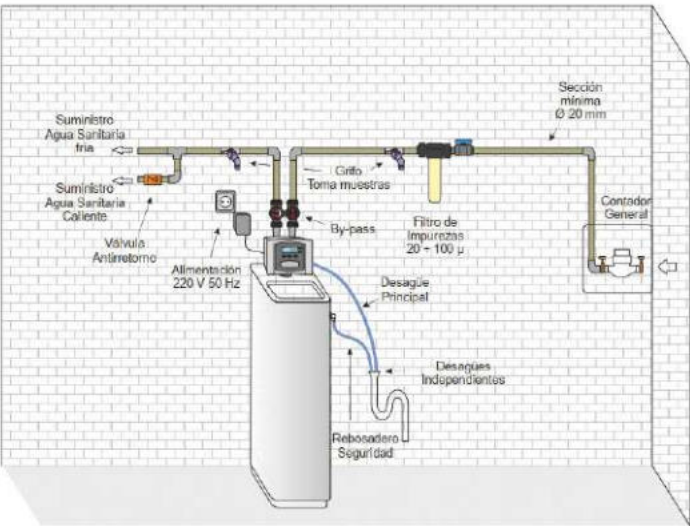 Sección
mínima
Ø 20 mm
Suministro
Agua Sanitaria
fria
Grifo
Toma muestras
Suministro
Agua Sanitaria
Caliente
Contador
General
By-pass
Filtro de
Impurezas
20 ÷ 100 µ
Válvula
Antirretorno
Alimentación
220 V 50 Hz
Desagüe
Principal
Desagües
Independientes
Rebosadero
Seguridad